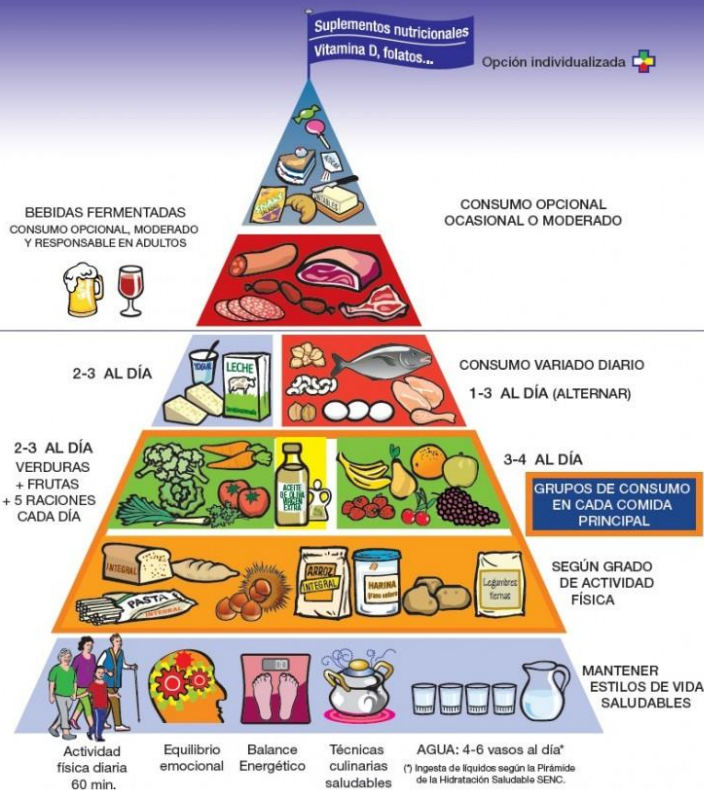 Suplementos nutricionales
Vitamina D, folatos...
Opción individualizada
AZÚCAR
SNACKS
BEBIDAS FERMENTADAS
CONSUMO OPCIONAL, MODERADO
Y RESPONSABLE EN ADULTOS
CONSUMO OPCIONAL
OCASIONAL O MODERADO
2-3 AL DÍA
YOGUR
LECHE
CONSUMO VARIADO DIARIO
1-3 AL DÍA (ALTERNAR)
2-3 AL DÍA
VERDURAS
+ FRUTAS
+ 5 RACIONES
CADA DÍA
ACEITE
DE OLIVA
VIRGEN
EXTRA
3-4 AL DÍA
GRUPOS DE CONSUMO
EN CADA COMIDA
PRINCIPAL
INTEGRAL
PASTA
INTEGRAL
ARROZ
INTEGRAL
HARINA
Legumbres
tiernas
SEGÚN GRADO
DE ACTIVIDAD
FÍSICA
MANTENER
ESTILOS DE VIDA
SALUDABLES
Actividad
física diaria
60 min.
Equilibrio
emocional
Balance
Energético
Técnicas
culinarias
saludables
AGUA: 4-6 vasos al día*
(*) Ingesta de líquidos según la Pirámide
de la Hidratación Saludable SENC.